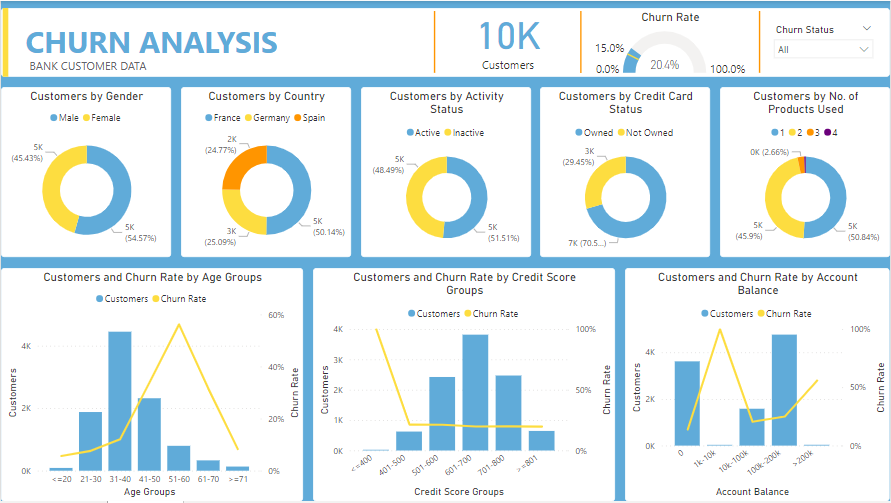 CHURN ANALYSIS
BANK CUSTOMER DATA
10K
Customers
Churn Rate
15.0%
0.0%
20.4%
100.0%
Churn Status
All
Customers by Gender
Male Female
5K
(45.43%)
5K
(54.57%)
Customers by Country
France Germany Spain
2K
(24.77%)
3K
(25.09%)
5K
(50.14%)
Customers by Activity
Status
Active Inactive
5K
(48.49%)
5K
(51.51%)
Customers by Credit Card
Status
Owned Not Owned
3K
(29.45%)
7K (70.5...)
Customers by No. of
Products Used
1 2 3 4
0K (2.66%)
5K
(45.9%)
5K
(50.84%)
Customers and Churn Rate by Age Groups
Customers Churn Rate
Customers
4K
2K
0K
60%
40%
20%
0%
Churn Rate
<=20 21-30 31-40 41-50 51-60 61-70 >=71
Age Groups
Customers and Churn Rate by Credit Score
Groups
Customers Churn Rate
Customers
4K
3K
2K
1K
0K
100%
50%
0%
Churn Rate
<=400 401-500 501-600 601-700 701-800 >=801
Credit Score Groups
Customers and Churn Rate by Account
Balance
Customers Churn Rate
Customers
4K
2K
0K
100%
50%
0%
Churn Rate
0 1k-10k 10k-100k 100k-200k >200k
Account Balance